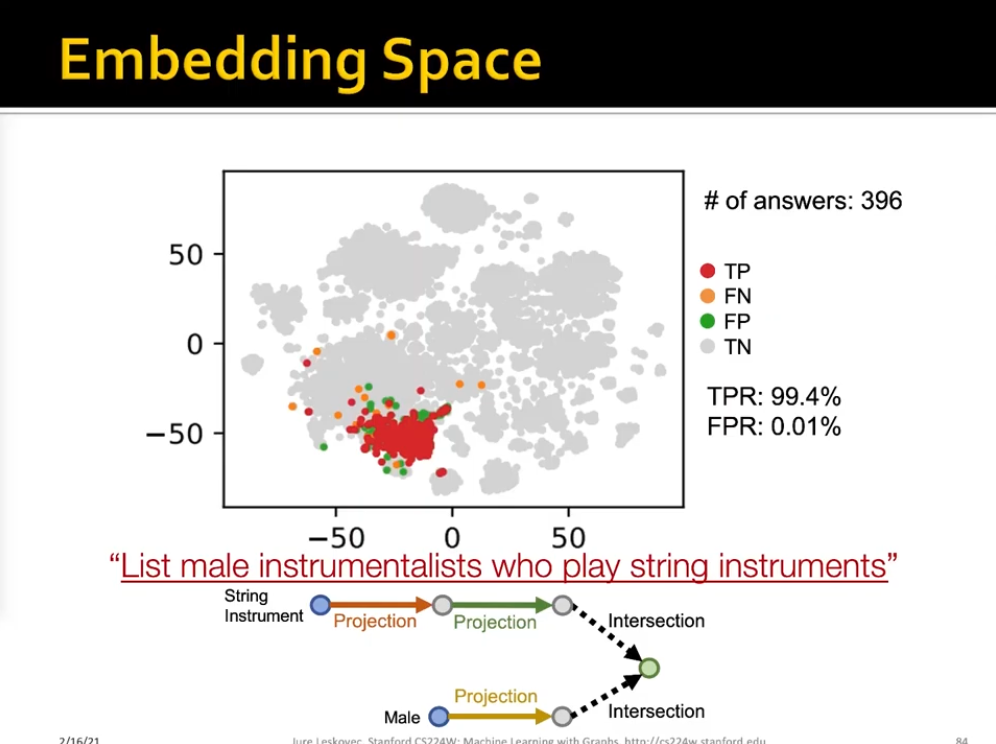 Embedding Space
# of answers: 396
50
0
−50
−50 0 50
TP
FN
FP
TN
TPR: 99.4%
FPR: 0.01%
“List male instrumentalists who play string instruments”
String
Instrument
Projection
Projection
Intersection
Projection
Male
Intersection
2/16/21 Jure Leskovec, Stanford CS224W: Machine Learning with Graphs, http://cs224w.stanford.edu 84